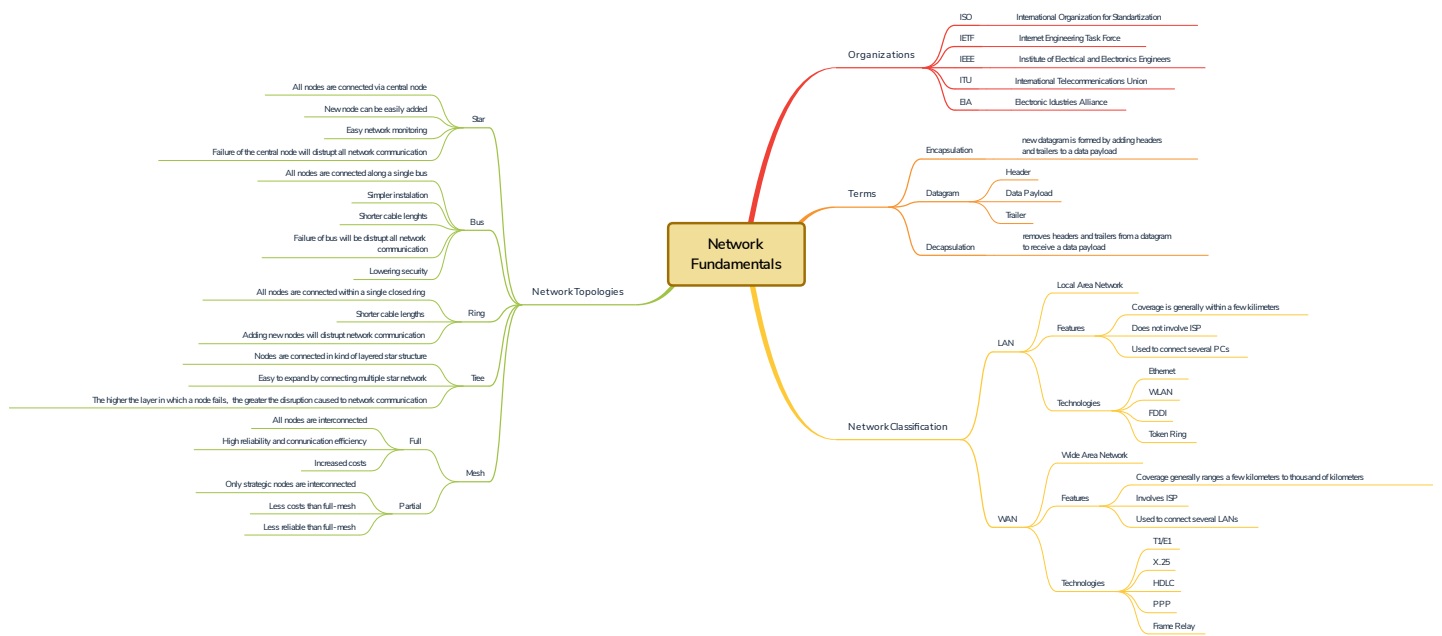 Network
Fundamentals
Organizations
ISO
International Organization for Standartization
IETF
Internet Engineering Task Force
IEEE
Institute of Electrical and Electronics Engineers
ITU
International Telecommunications Union
EIA
Electronic Idustries Alliance
Terms
Encapsulation
new datagram is formed by adding headers
and trailers to a data payload
Datagram
Header
Data Payload
Trailer
Decapsulation
removes headers and trailers from a datagram
to receive a data payload
Network Classification
LAN
Local Area Network
Features
Coverage is generally within a few kilimeters
Does not involve ISP
Used to connect several PCs
Technologies
Ethernet
WLAN
FDDI
Token Ring
WAN
Wide Area Network
Features
Coverage generally ranges a few kilometers to thousand of kilometers
Involves ISP
Used to connect several LANs
Technologies
T1/E1
X.25
HDLC
PPP
Frame Relay
Network Topologies
Star
All nodes are connected via central node
New node can be easily added
Easy network monitoring
Failure of the central node will distrupt all network communication
Bus
All nodes are connected along a single bus
Simpler instalation
Shorter cable lenghts
Failure of bus will be distrupt all network
communication
Lowering security
Ring
All nodes are connected within a single closed ring
Shorter cable lengths
Adding new nodes will distrupt network communication
Tree
Nodes are connected in kind of layered star structure
Easy to expand by connecting multiple star network
The higher the layer in which a node fails, the greater the disruption caused to network communication
Mesh
Full
All nodes are interconnected
High reliability and connunication efficiency
Increased costs
Partial
Only strategic nodes are interconnected
Less costs than full-mesh
Less reliable than full-mesh